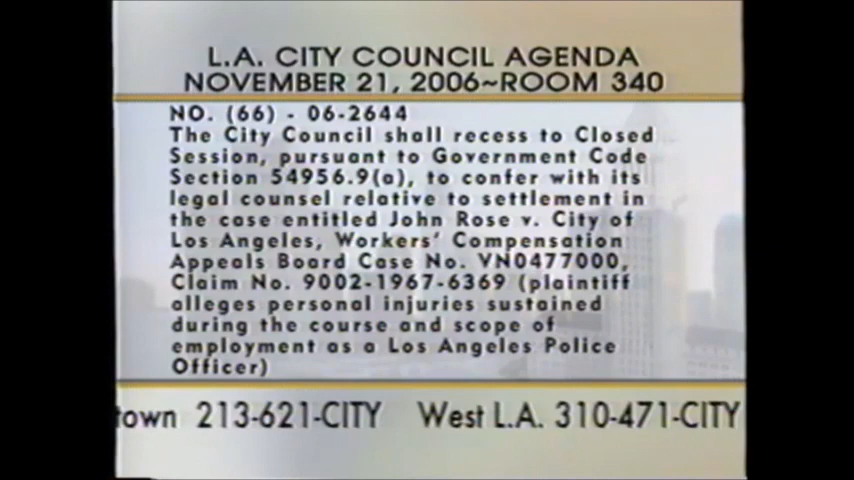 L.A. CITY COUNCIL AGENDA
NOVEMBER 21, 2006~ROOM 340
NO. (66) - 06-2644
The City Council shall recess to Closed
Session, pursuant to Government Code
Section 54956.9(a), to confer with its
legal counsel relative to settlement in
the case entitled John Rose v. City of
Los Angeles, Workers' Compensation
Appeals Board Case No. VN0477000,
Claim No. 9002-1967-6369 (plaintiff
alleges personal injuries sustained
during the course and scope of
employment as a Los Angeles Police
Officer)
town 213-621-CITY West L.A. 310-471-CITY